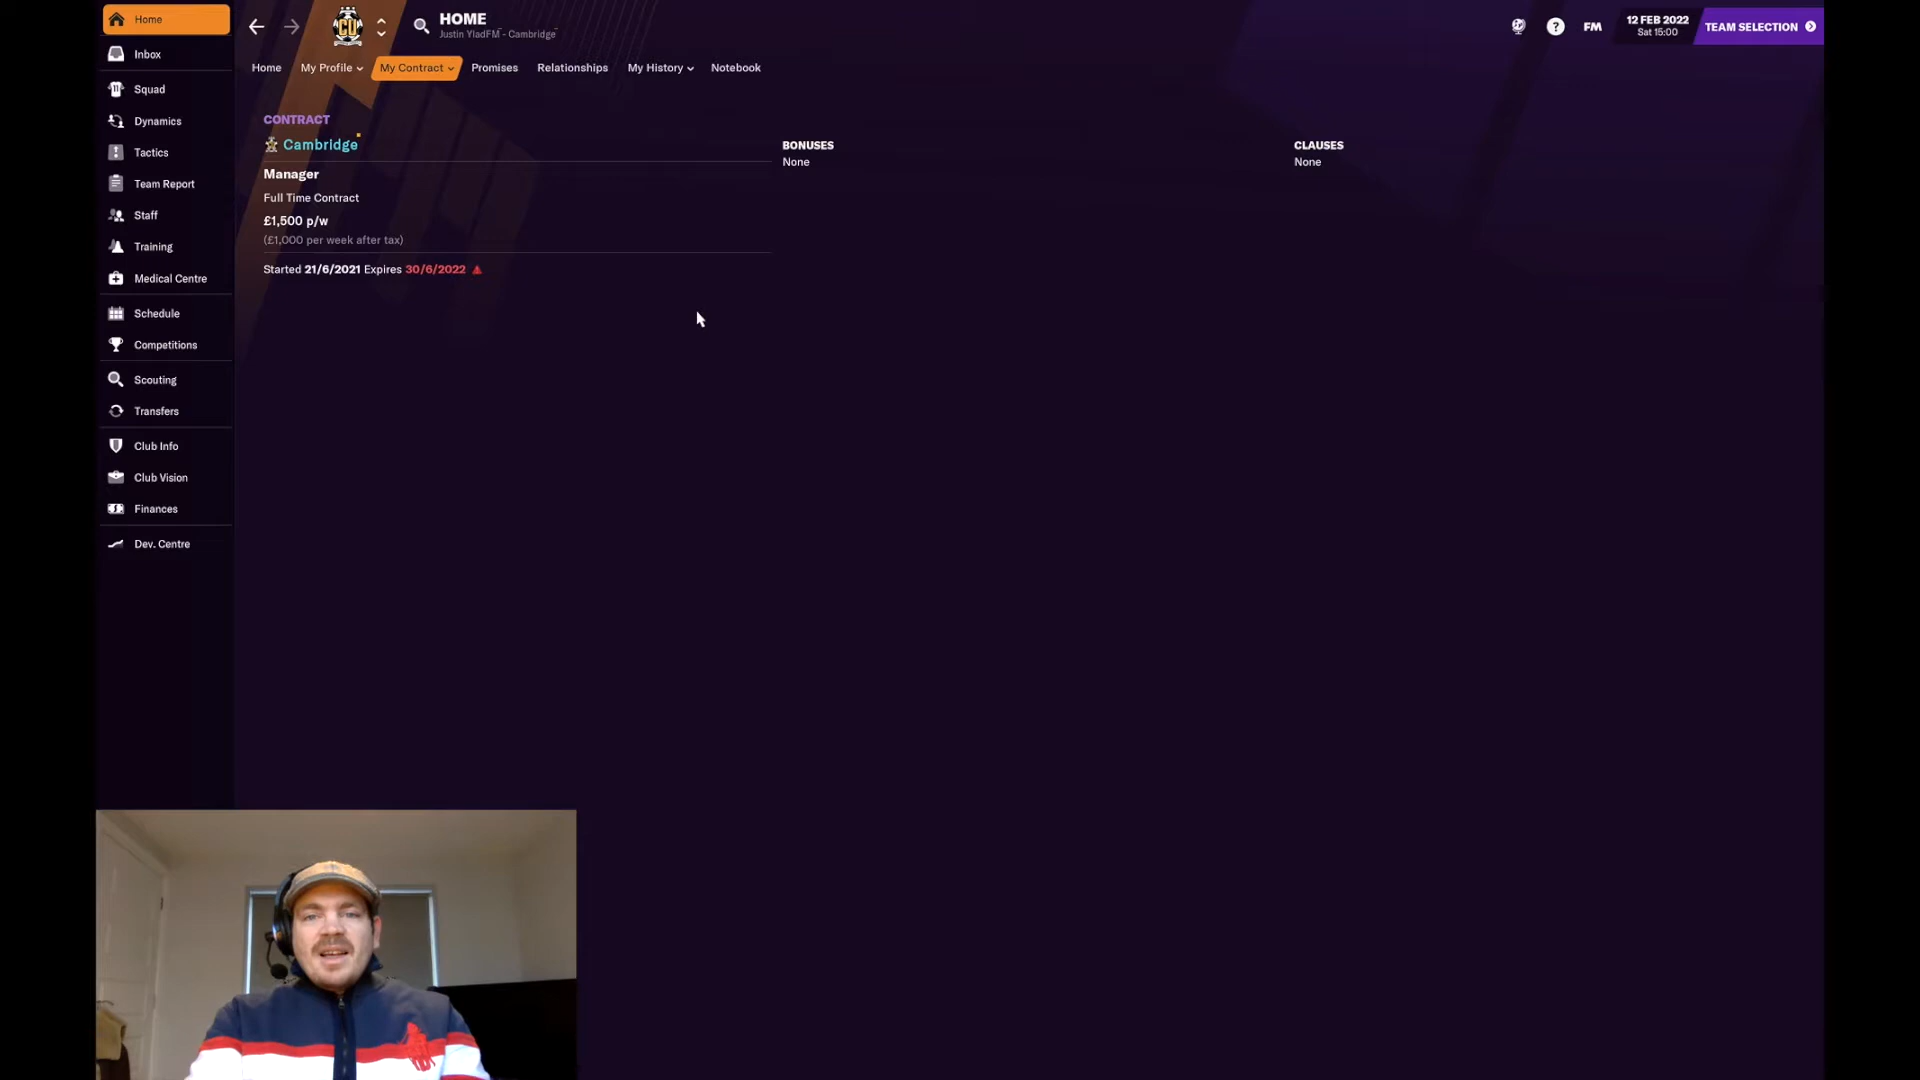 Home
Inbox
Squad
Dynamics
Tactics
Team Report
Staff
Training
Medical Centre
Schedule
Competitions
Scouting
Transfers
Club Info
Club Vision
Finances
Dev. Centre
CU
HOME
Justin YladFM - Cambridge
?
FM
12 FEB 2022
Sat 15:00
TEAM SELECTION
Home
My Profile
My Contract
Promises
Relationships
My History
Notebook
CONTRACT
Cambridge
Manager
Full Time Contract
£1,500 p/w
(£1,000 per week after tax)
Started 21/6/2021 Expires 30/6/2022
BONUSES
None
CLAUSES
None